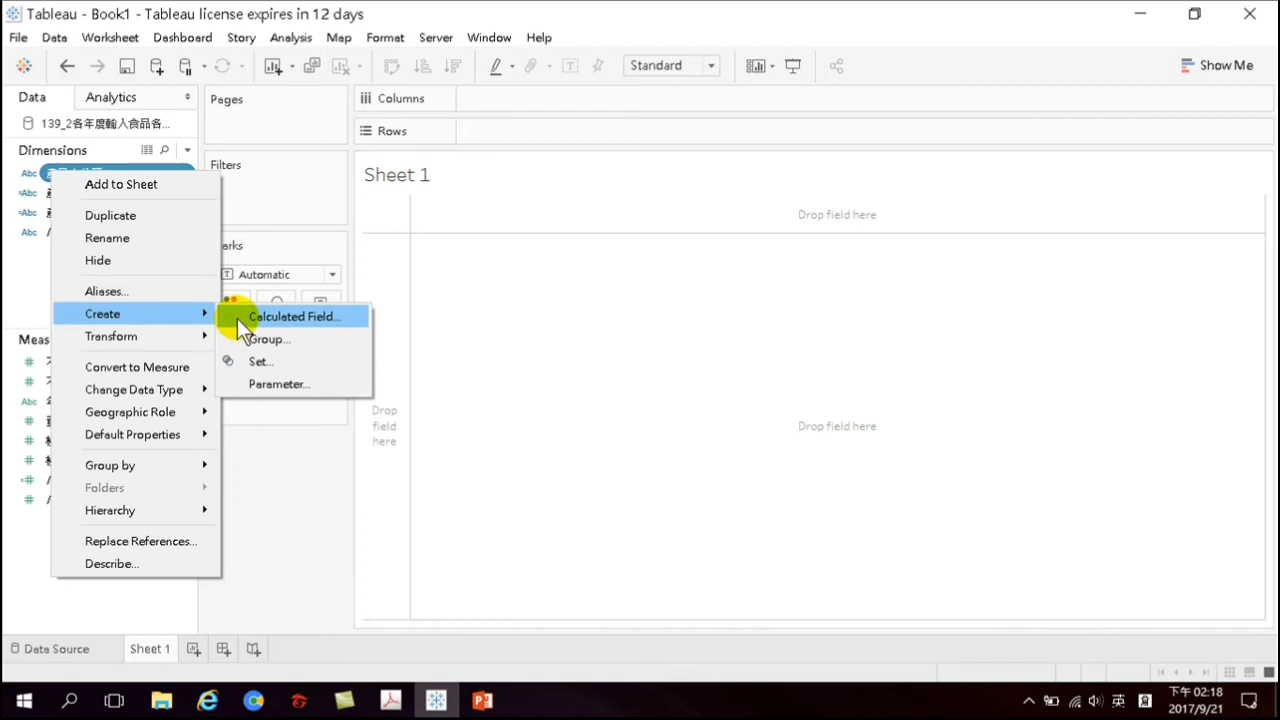 Tableau - Book1 - Tableau license expires in 12 days
File Data Worksheet Dashboard Story Analysis Map Format Server Window Help
Standard
Show Me
Data Analytics
Pages
Columns
139_2各年度輸入食品各...
Rows
Dimensions
Filters
Abc
Sheet 1
Add to Sheet
=Abc
Duplicate
Drop field here
=Abc
Abc
Rename
Hide
Automatic
Aliases...
Create
Calculated Field...
Transform
Group...
Set...
Convert to Measure
Parameter...
Change Data Type
Abc
Geographic Role
Drop
field
here
Drop field here
Default Properties
Group by
Folders
Hierarchy
Replace References...
Describe...
Data Source
Sheet 1
英
下午 02:18
2017/9/21